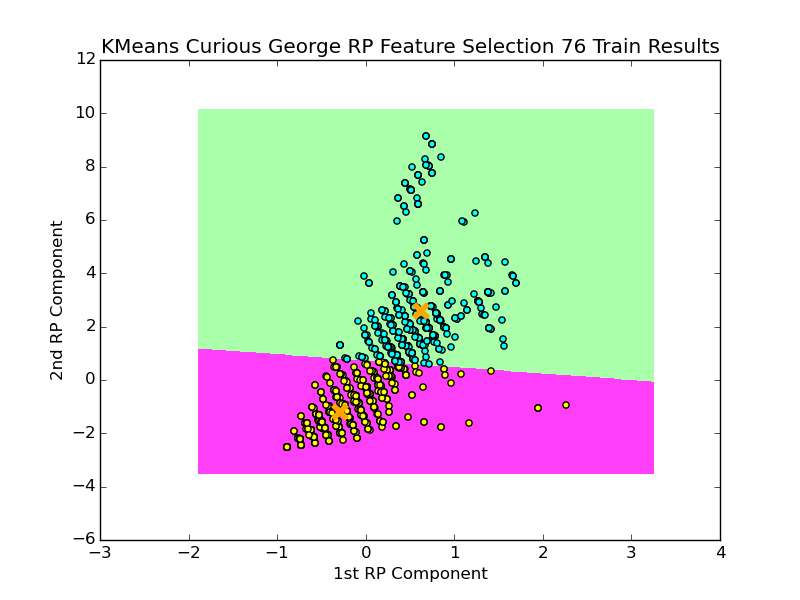 KMeans Curious George RP Feature Selection 76 Train Results
12
10
8
6
4
2
0
−2
−4
−6
2nd RP Component
−3 −2 −1 0 1 2 3 4
1st RP Component